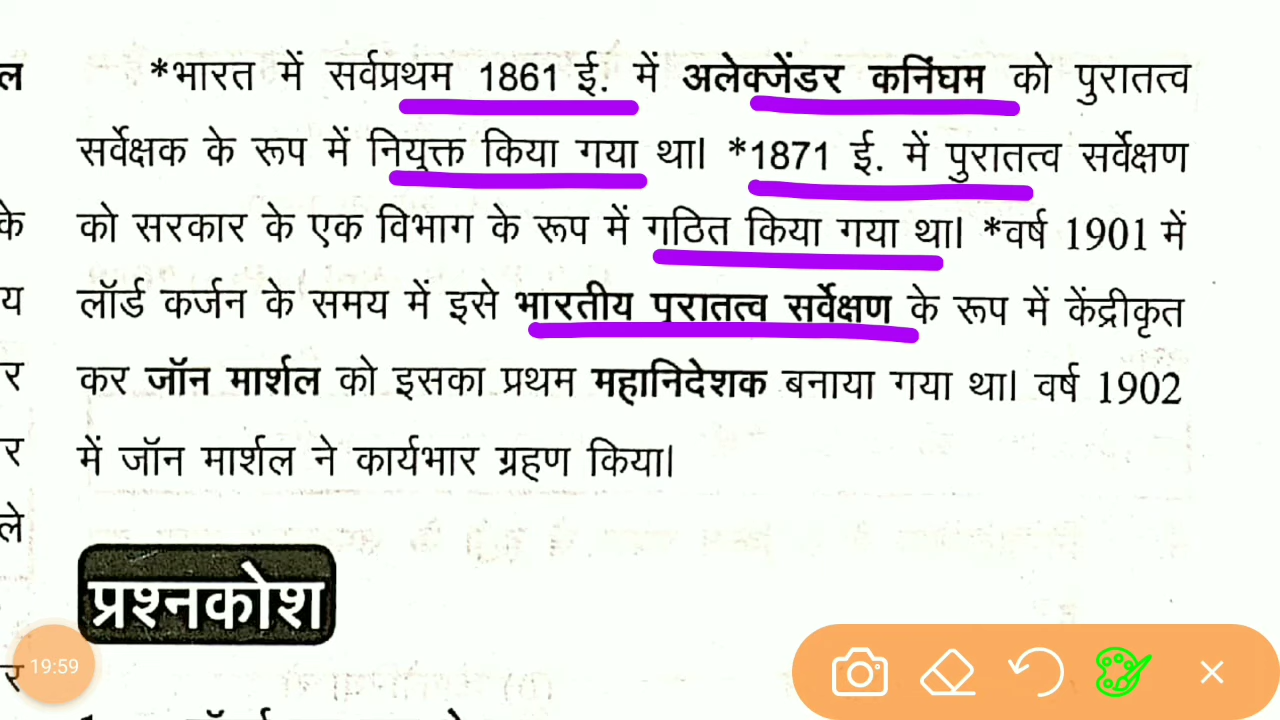 ल
*भारत में सर्वप्रथम 1861 ई. में अलेक्जेंडर कनिंघम को पुरातत्व
सर्वेक्षक के रूप में नियुक्त किया गया था। *1871 ई. में पुरातत्व सर्वेक्षण
के
को सरकार के एक विभाग के रूप में गठित किया गया था। *वर्ष 1901 में
य
लॉर्ड कर्जन के समय में इसे भारतीय पुरातत्व सर्वेक्षण के रूप में केंद्रीकृत
र
कर जॉन मार्शल को इसका प्रथम महानिदेशक बनाया गया था। वर्ष 1902
र
में जॉन मार्शल ने कार्यभार ग्रहण किया।
ले
प्रश्नकोश
19:59
र